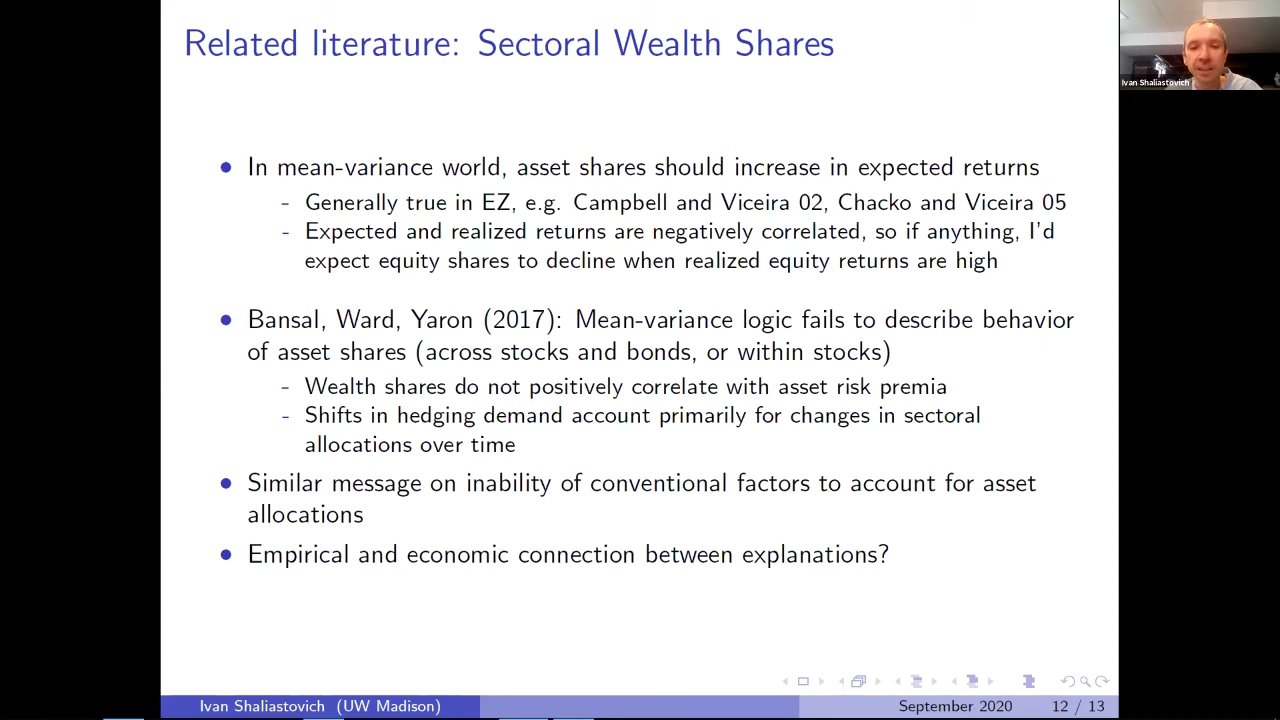 Related literature: Sectoral Wealth Shares
Ivan Shaliastovich
• In mean-variance world, asset shares should increase in expected returns
- Generally true in EZ, e.g. Campbell and Viceira 02, Chacko and Viceira 05
- Expected and realized returns are negatively correlated, so if anything, I'd
expect equity shares to decline when realized equity returns are high
• Bansal, Ward, Yaron (2017): Mean-variance logic fails to describe behavior
of asset shares (across stocks and bonds, or within stocks)
- Wealth shares do not positively correlate with asset risk premia
- Shifts in hedging demand account primarily for changes in sectoral
allocations over time
• Similar message on inability of conventional factors to account for asset
allocations
• Empirical and economic connection between explanations?
Ivan Shaliastovich (UW Madison)
September 2020
12 / 13